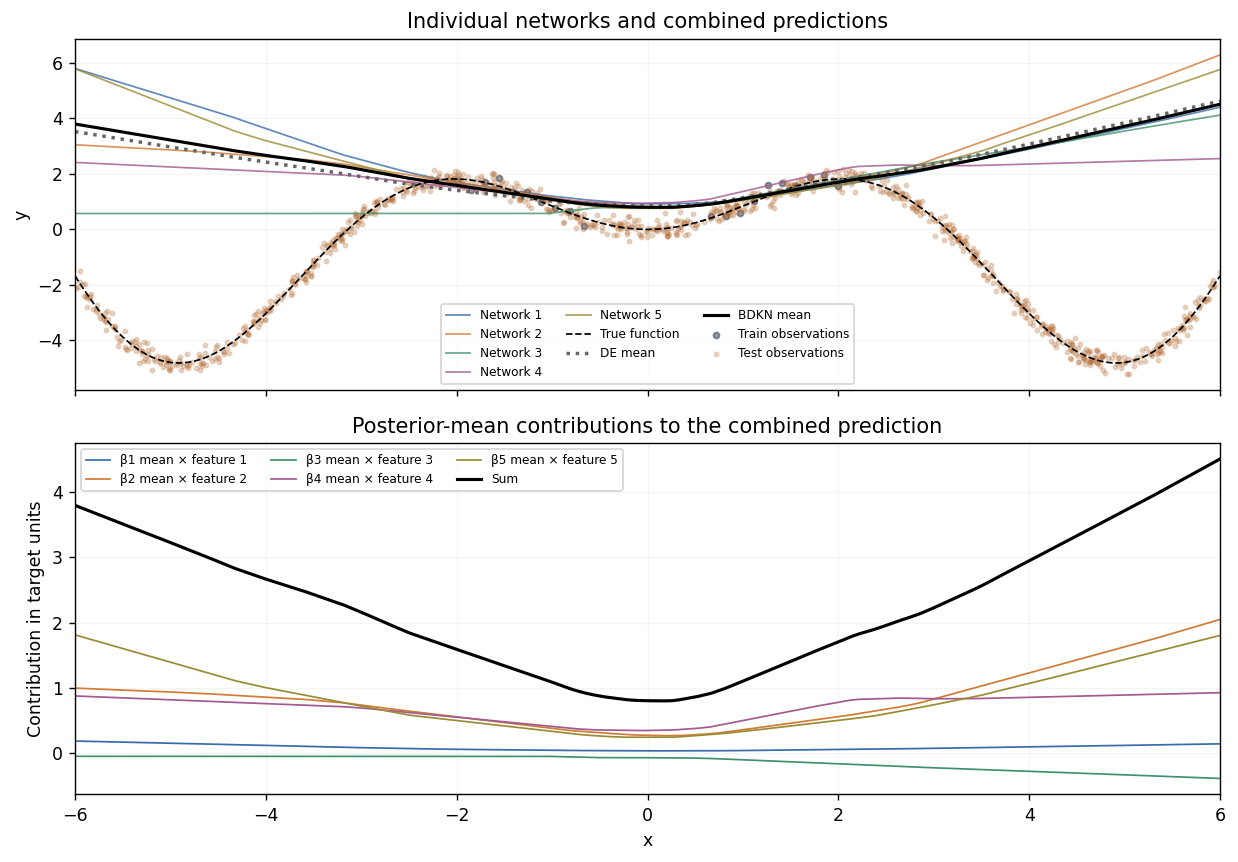 Individual networks and combined predictions
6
4
2
0
−2
−4
y
Network 1
Network 2
Network 3
Network 4
Network 5
True function
DE mean
BDKN mean
Train observations
Test observations
Posterior-mean contributions to the combined prediction
β1 mean × feature 1
β2 mean × feature 2
β3 mean × feature 3
β4 mean × feature 4
β5 mean × feature 5
Sum
4
3
2
1
0
Contribution in target units
−6
−4
−2
0
2
4
6
x